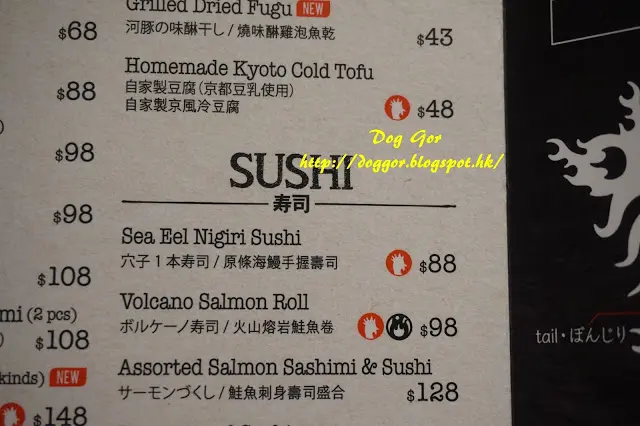 $68
$88
$98
$98
$108
mi (2 pcs)
$108
kinds) NEW
$148
Grilled Dried Fugu NEW
河豚の味醂干し / 燒味醂雞泡魚乾
$43
Homemade Kyoto Cold Tofu
自家製豆腐(京都豆乳使用)
自家製京風冷豆腐
$48
Dog Gor
http://doggor.blogspot.hk/
SUSHI
寿司
Sea Eel Nigiri Sushi
穴子1本寿司 / 原條海鰻手握壽司
$88
Volcano Salmon Roll
ボルケーノ寿司 / 火山熔岩鮭魚卷
$98
Assorted Salmon Sashimi & Sushi
サーモンづくし / 鮭魚刺身壽司盛合
$128
tail・ぼんじり